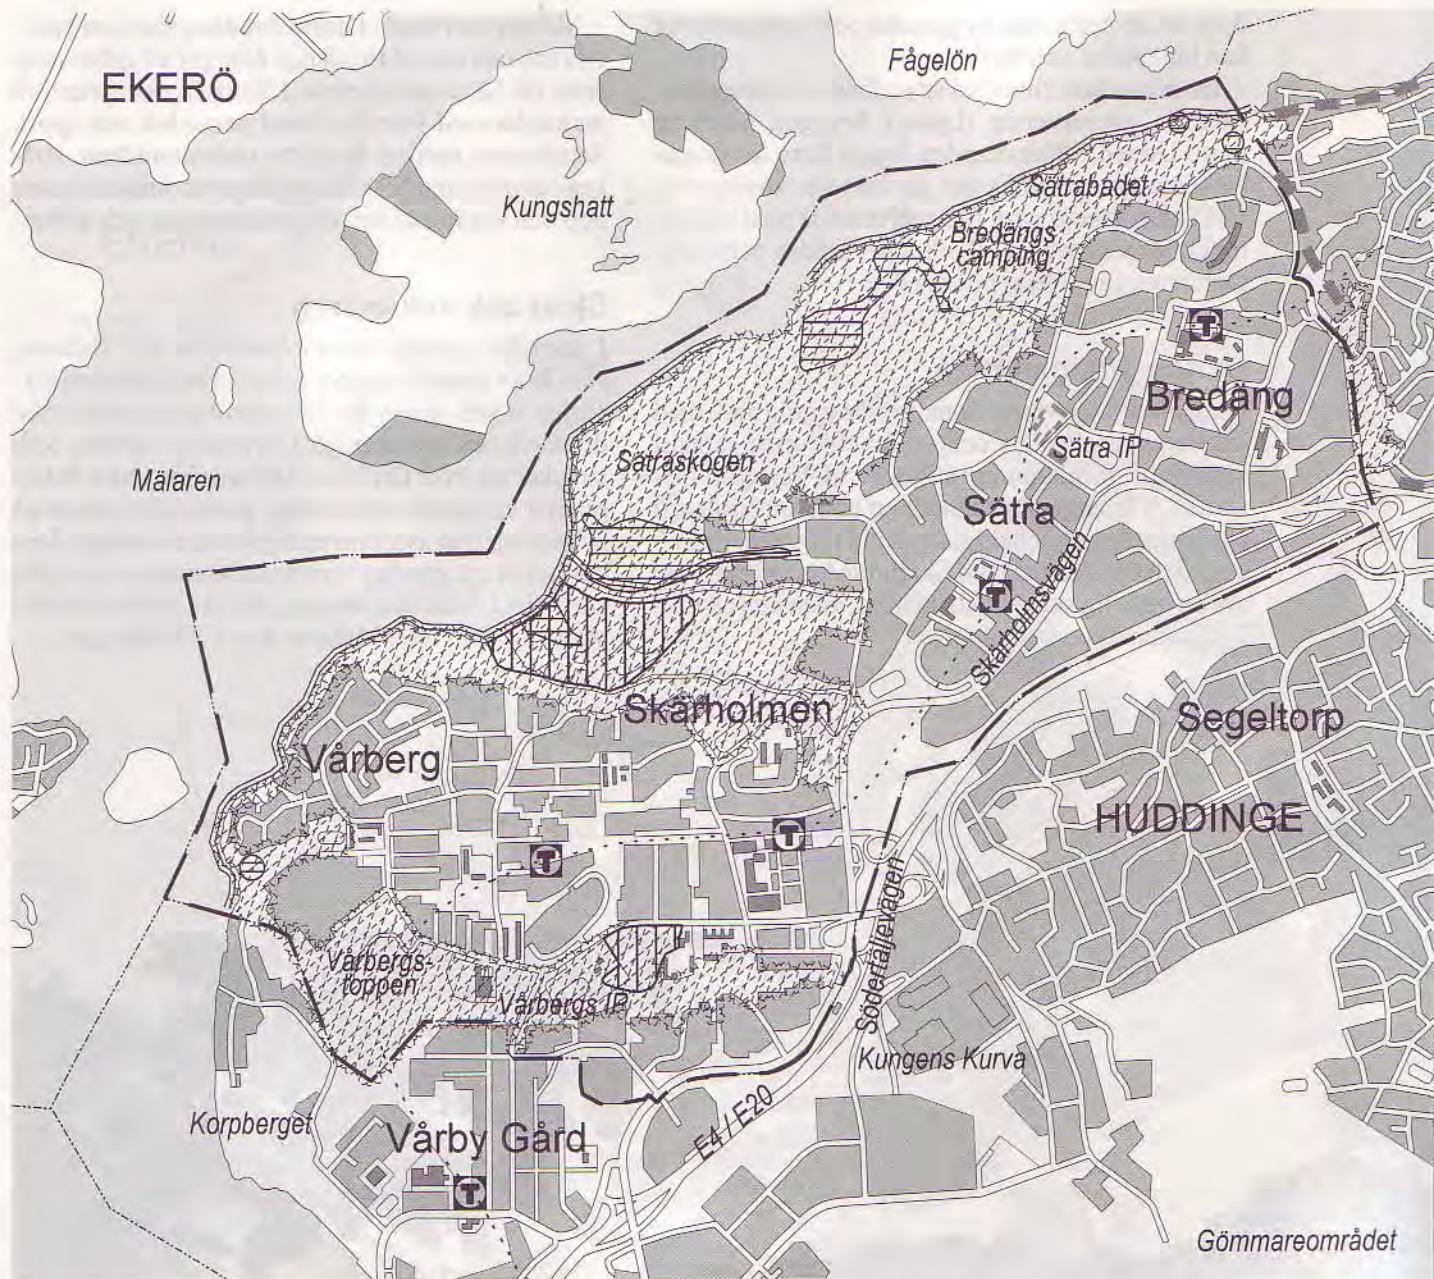 EKERÖ
Fågelön
Kungshatt
Sätrabadet
Bredängs
camping
Bredäng
Sätraskogen
Sätra IP
Mälaren
Sätra
Skärholmsvägen
Skärholmen
Segeltorp
Vårberg
HUDDINGE
T
T
T
T
T
Södertäljevägen
Vårbergs-
toppen
Vårbergs IP
Kungens Kurva
E4 / E20
Korpberget
Vårby Gård
Gömmareområdet